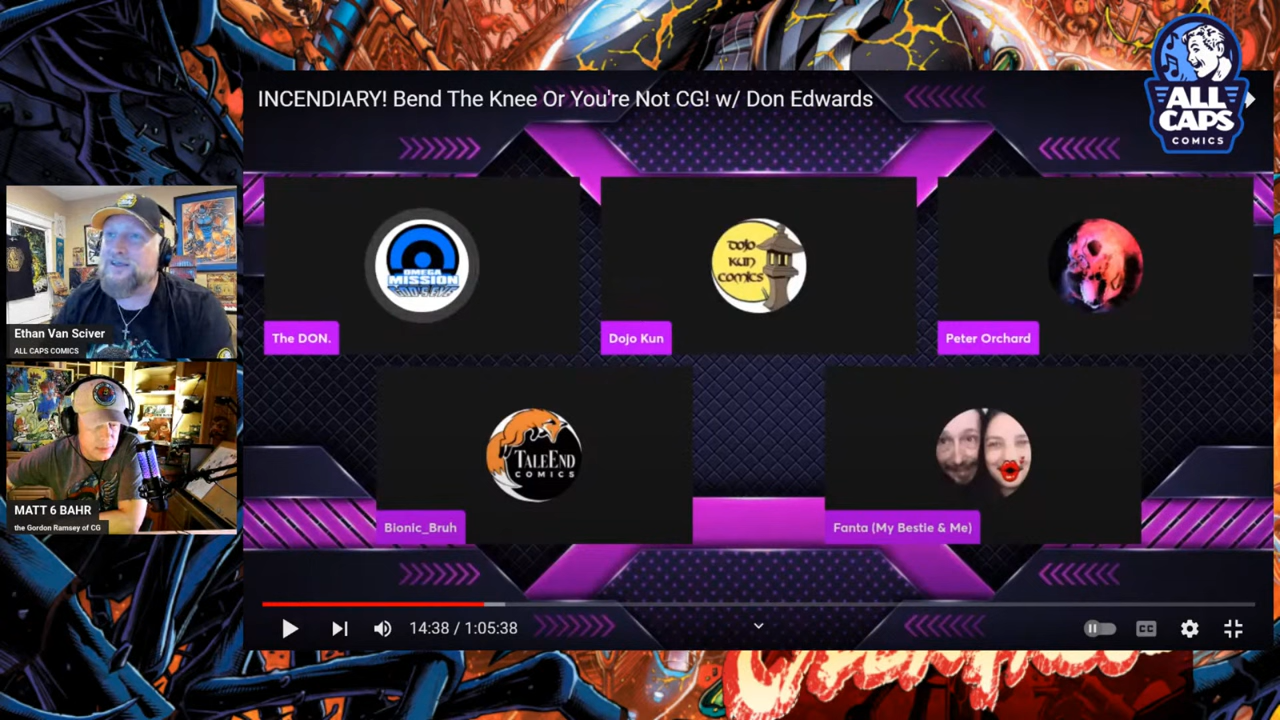 INCENDIARY! Bend The Knee Or You're Not CG! w/ Don Edwards
ALL
CAPS
COMICS
OMEGA
MISSION
The DON.
DOJO
KUN
COMICS
Dojo Kun
Peter Orchard
Ethan Van Sciver
ALL CAPS COMICS
TALEEND
COMICS
Bionic_Bruh
Fanta (My Bestie & Me)
MATT 6 BAHR
the Gordon Ramsey of CG
14:38 / 1:05:38
CC